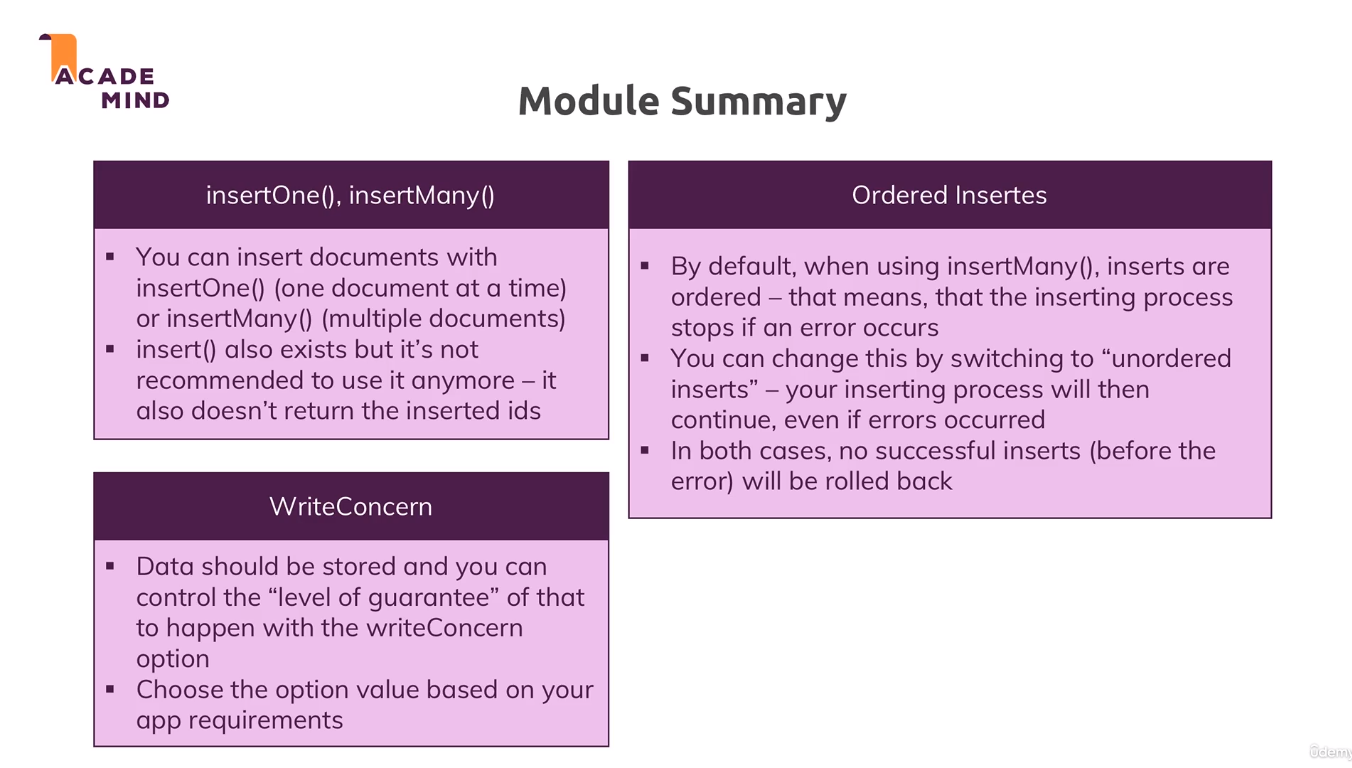 ACADE
MIND
Module Summary
insertOne(), insertMany()
▪ You can insert documents with
insertOne() (one document at a time)
or insertMany() (multiple documents)
▪ insert() also exists but it’s not
recommended to use it anymore – it
also doesn’t return the inserted ids
WriteConcern
▪ Data should be stored and you can
control the “level of guarantee” of that
to happen with the writeConcern
option
▪ Choose the option value based on your
app requirements
Ordered Insertes
▪ By default, when using insertMany(), inserts are
ordered – that means, that the inserting process
stops if an error occurs
▪ You can change this by switching to “unordered
inserts” – your inserting process will then
continue, even if errors occurred
▪ In both cases, no successful inserts (before the
error) will be rolled back
ûdemy